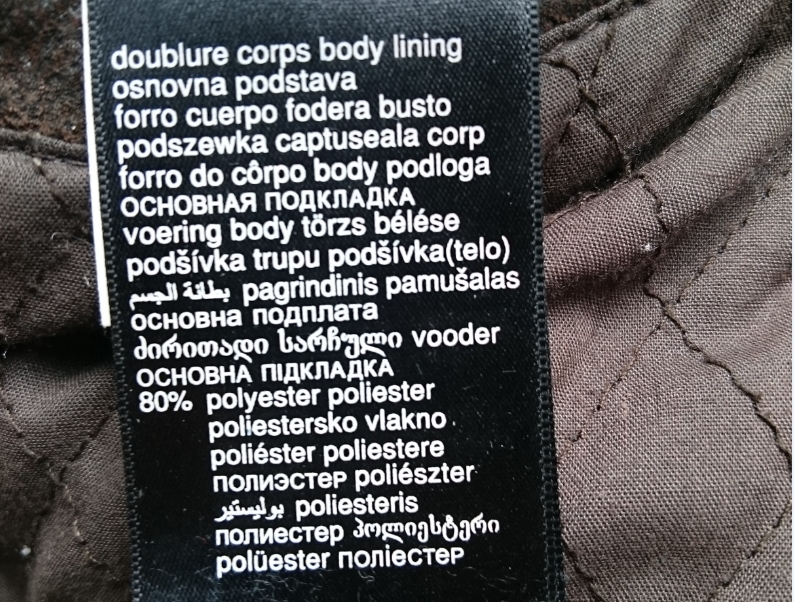 doublure corps body lining
osnovna podstava
forro cuerpo fodera busto
podszewka captuseala corp
forro do côrpo body podloga
ОСНОВНАЯ ПОДКЛАДКА
voering body törzs bélése
podšívka trupu podšívka(telo)
بطانة الجسم pagrindinis pamušalas
основна подплата
ძირითადი სარჩული vooder
ОСНОВНА ПІДКЛАДКА
80% polyester poliester
poliestersko vlakno
poliéster poliestere
ПОЛИЭСТЕР poliészter
بوليستير poliesteris
полиестер პოლიესტერი
polüester ПОЛІЕСТЕР